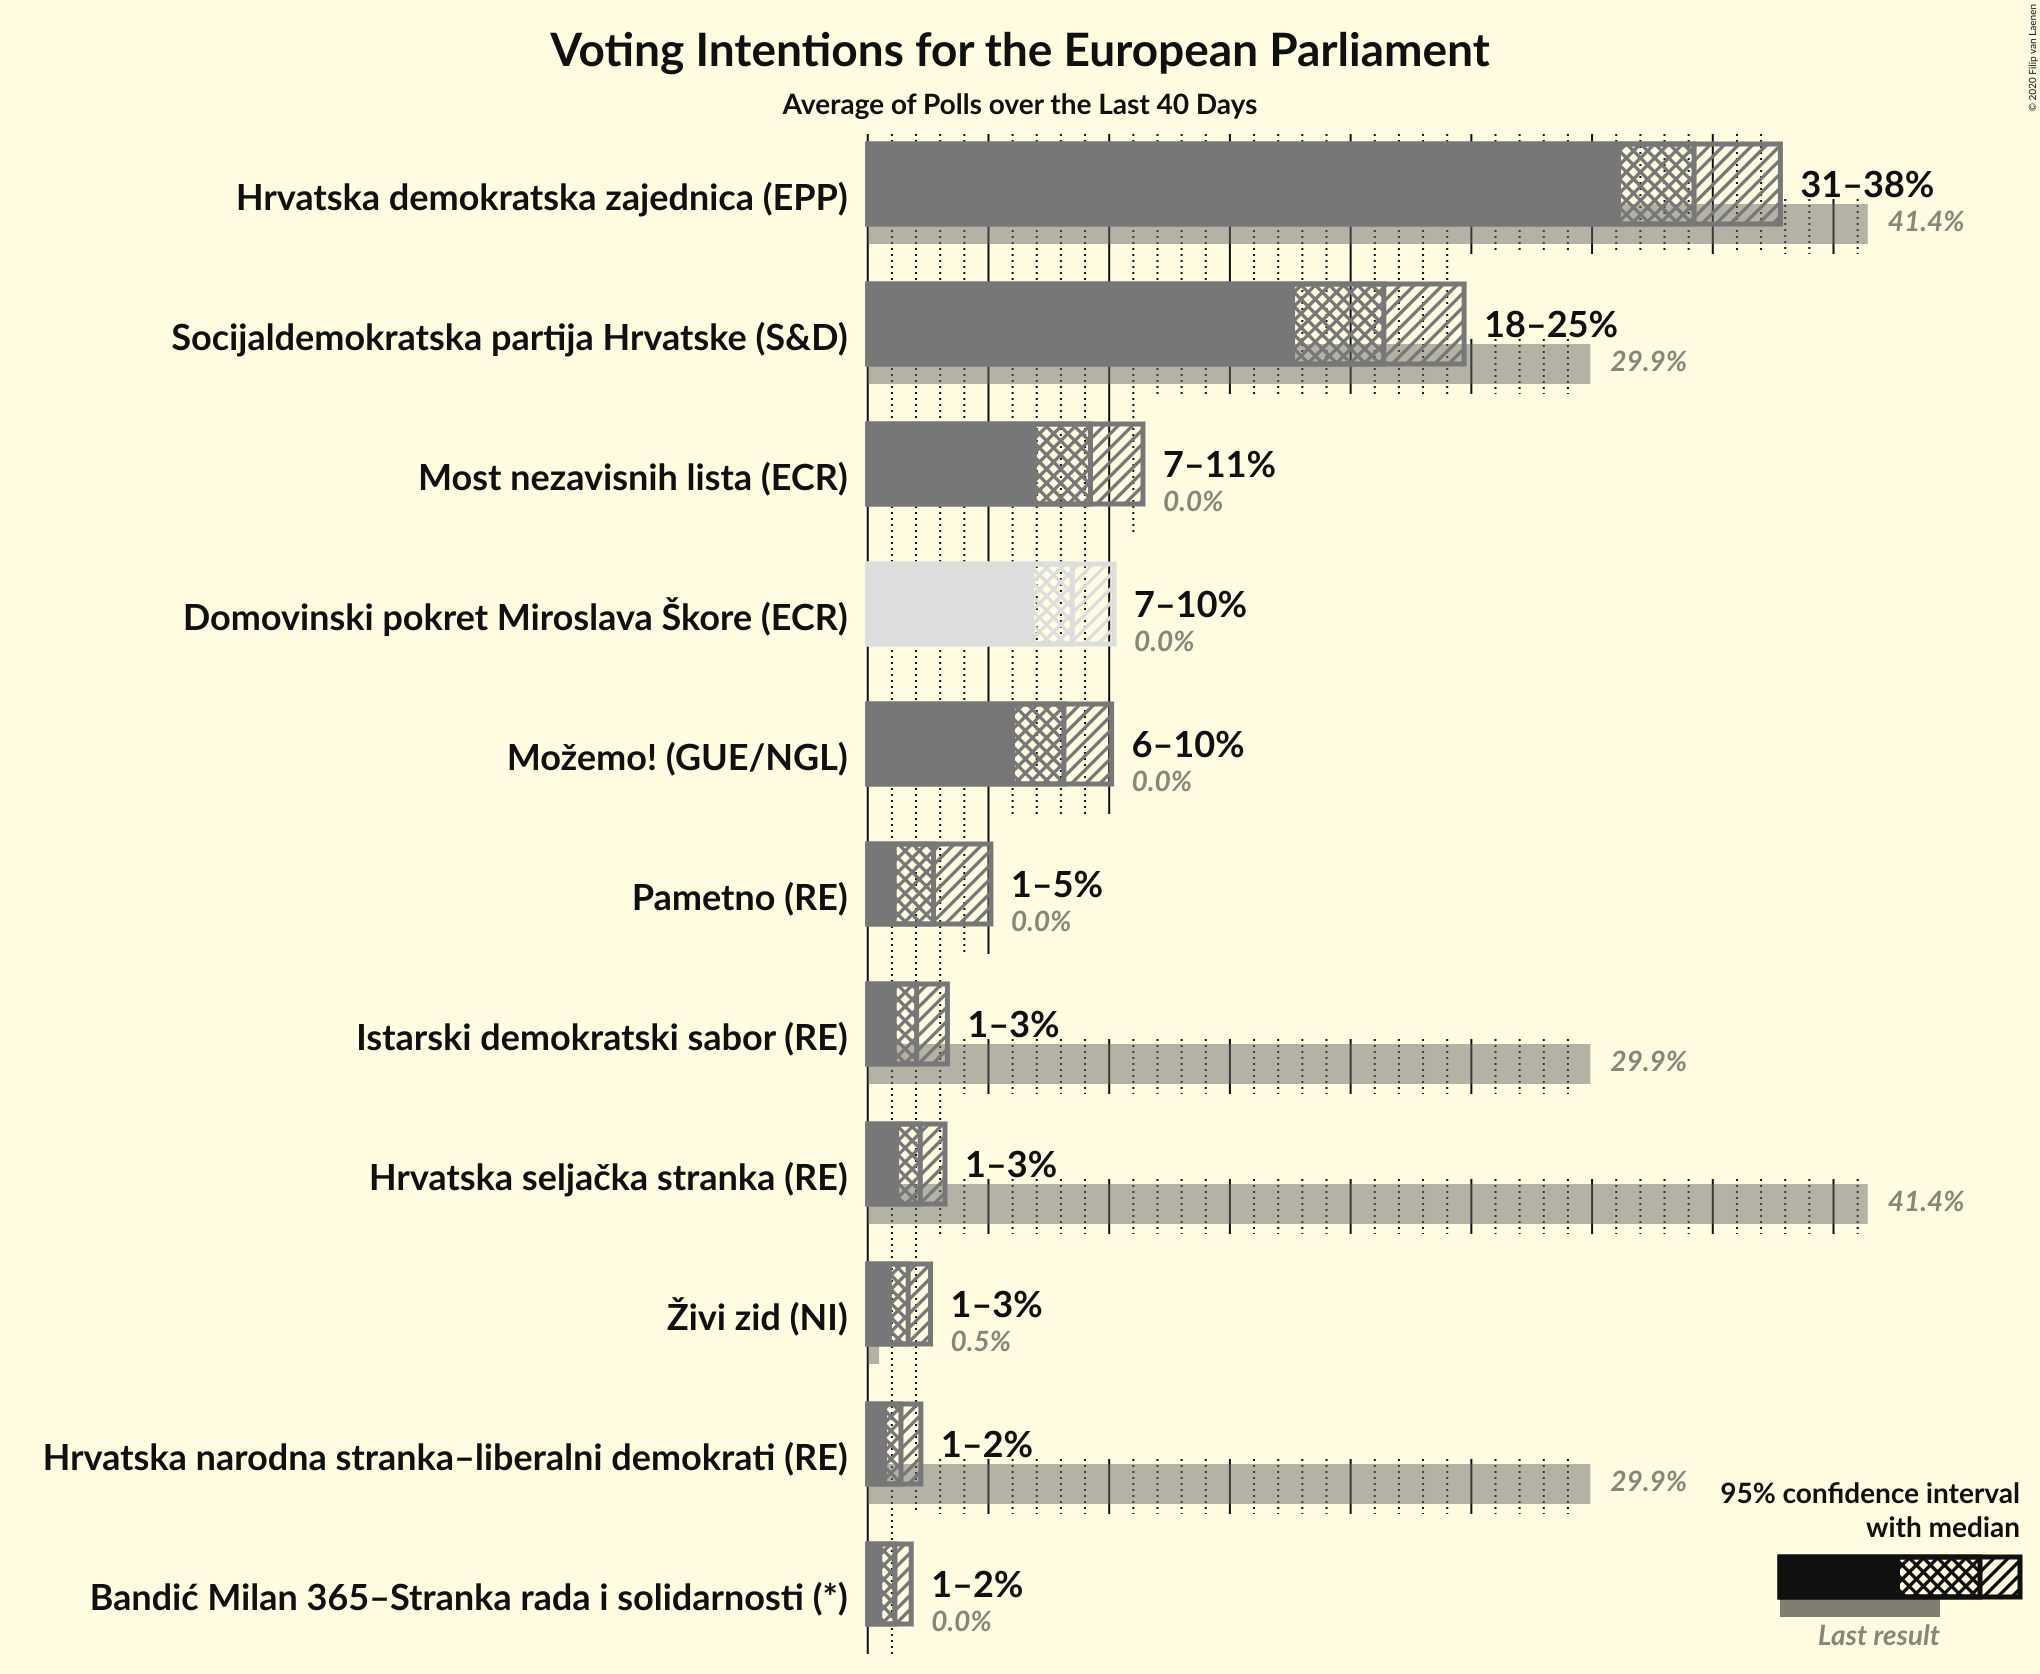 Voting Intentions for the European Parliament
Average of Polls over the Last 40 Days
© 2020 Filip van Laenen
Hrvatska demokratska zajednica (EPP)
31–38%
41.4%
Socijaldemokratska partija Hrvatske (S&D)
18–25%
29.9%
Most nezavisnih lista (ECR)
7–11%
0.0%
Domovinski pokret Miroslava Škore (ECR)
7–10%
0.0%
Možemo! (GUE/NGL)
6–10%
0.0%
Pametno (RE)
1–5%
0.0%
Istarski demokratski sabor (RE)
1–3%
29.9%
Hrvatska seljačka stranka (RE)
1–3%
41.4%
Živi zid (NI)
1–3%
0.5%
Hrvatska narodna stranka–liberalni demokrati (RE)
1–2%
29.9%
Bandić Milan 365–Stranka rada i solidarnosti (*)
1–2%
0.0%
95% confidence interval
with median
Last result